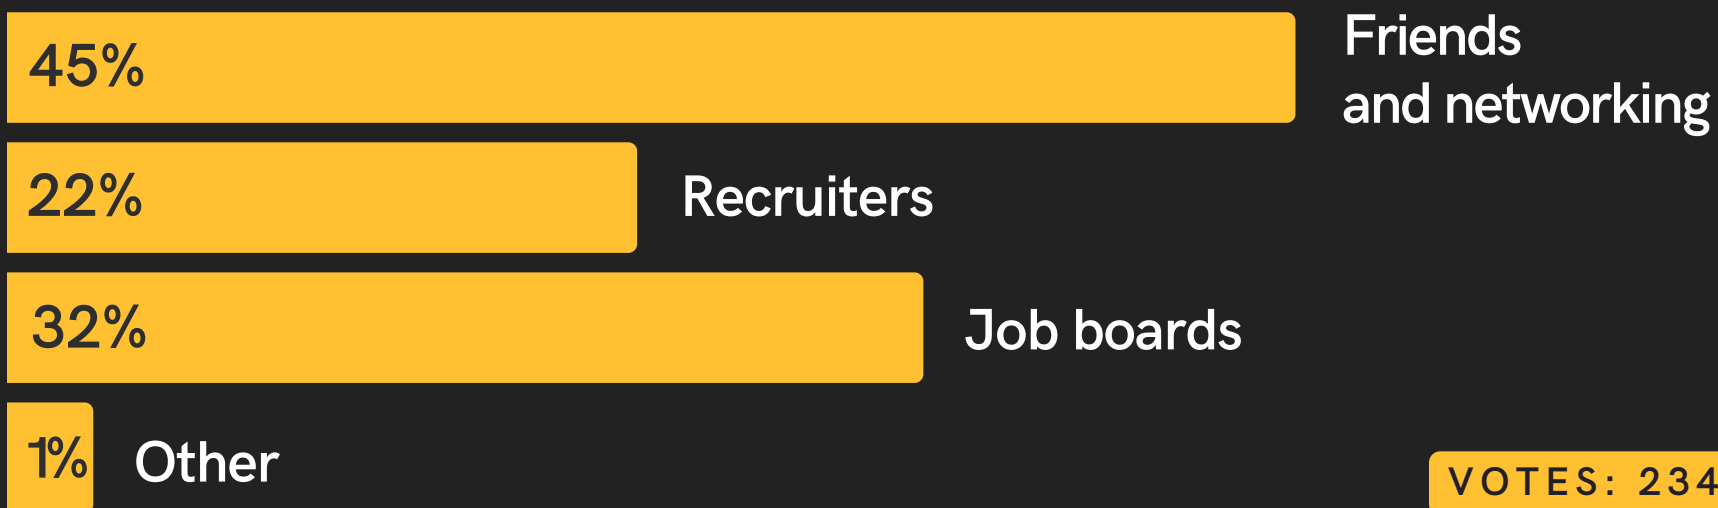 45%
Friends
and networking
22%
Recruiters
32%
Job boards
1%
Other
VOTES: 234